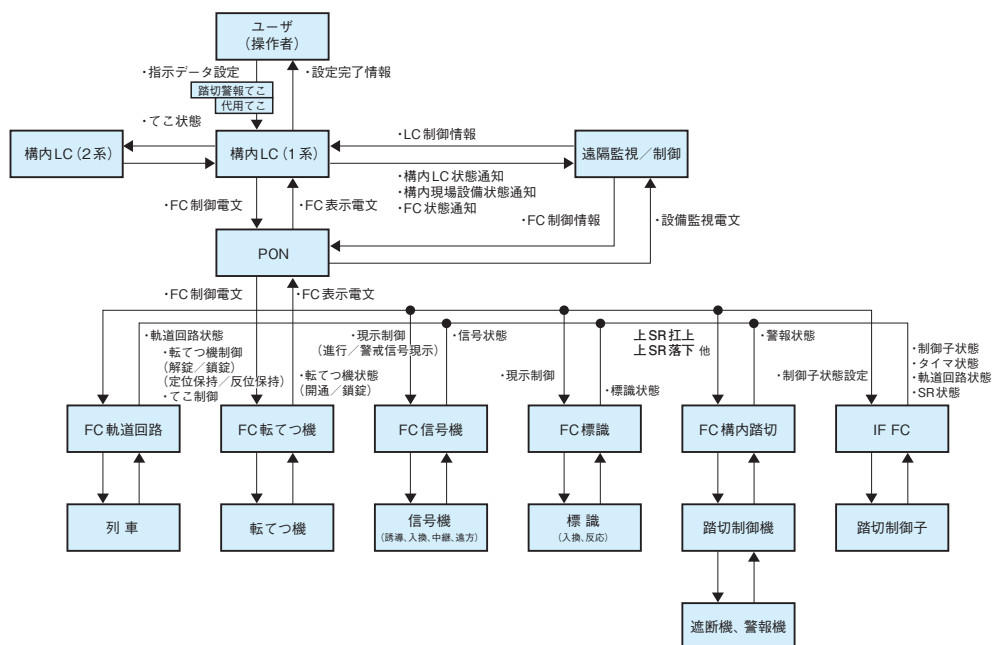 ユーザ
（操作者）
・指示データ設定
・設定完了情報
踏切警報てこ
代用てこ
・てこ状態
・LC制御情報
構内LC（2系）
構内LC（1系）
遠隔監視／制御
・構内LC状態通知
・構内現場設備状態通知
・FC状態通知
・FC制御電文
・FC表示電文
・FC制御情報
・設備監視電文
PON
・FC制御電文
・FC表示電文
・軌道回路状態
・転てつ機制御
（解錠／鎖錠）
（定位保持／反位保持）
・てこ制御
・転てつ機状態
（開通／鎖錠）
・現示制御
（進行／警戒信号現示）
・信号状態
・現示制御
・標識状態
上SR扛上
上SR落下 他
・制御子状態設定
・警報状態
・制御子状態
・タイマ状態
・軌道回路状態
・SR状態
FC軌道回路
FC転てつ機
FC信号機
FC標識
FC構内踏切
IF FC
列 車
転てつ機
信号機
（誘導、入換、中継、遠方）
標 識
（入換、反応）
踏切制御機
踏切制御子
遮断機、警報機